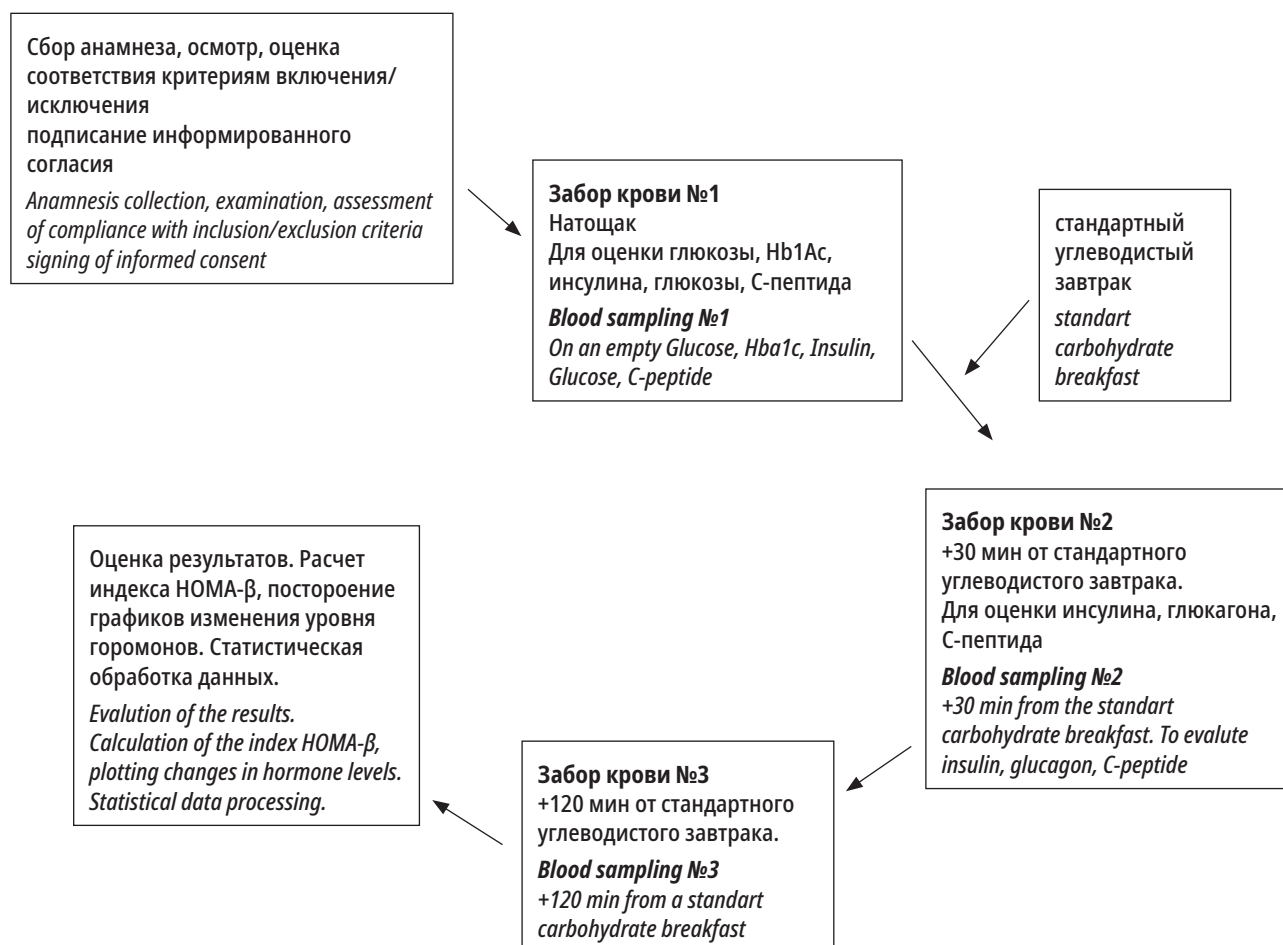 Сбор анамнеза, осмотр, оценка
соответствия критериям включения/
исключения
подписание информированного
согласия
Anamnesis collection, examination, assessment
of compliance with inclusion/exclusion criteria
signing of informed consent
Забор крови №1
Натощак
Для оценки глюкозы, Hb1Ac,
инсулина, глюкозы, С-пептида
Blood sampling №1
On an empty Glucose, Hba1c, Insulin,
Glucose, C-peptide
стандартный
углеводистый
завтрак
standart
carbohydrate
breakfast
Забор крови №2
+30 мин от стандартного
углеводистого завтрака.
Для оценки инсулина, глюкагона,
С-пептида
Blood sampling №2
+30 min from the standart
carbohydrate breakfast. To evalute
insulin, glucagon, C-peptide
Забор крови №3
+120 мин от стандартного
углеводистого завтрака.
Blood sampling №3
+120 min from a standart
carbohydrate breakfast
Оценка результатов. Расчет
индекса HOMA-β, постороение
графиков изменения уровня
горомонов. Статистическая
обработка данных.
Evalution of the results.
Calculation of the index HOMA-β,
plotting changes in hormone levels.
Statistical data processing.